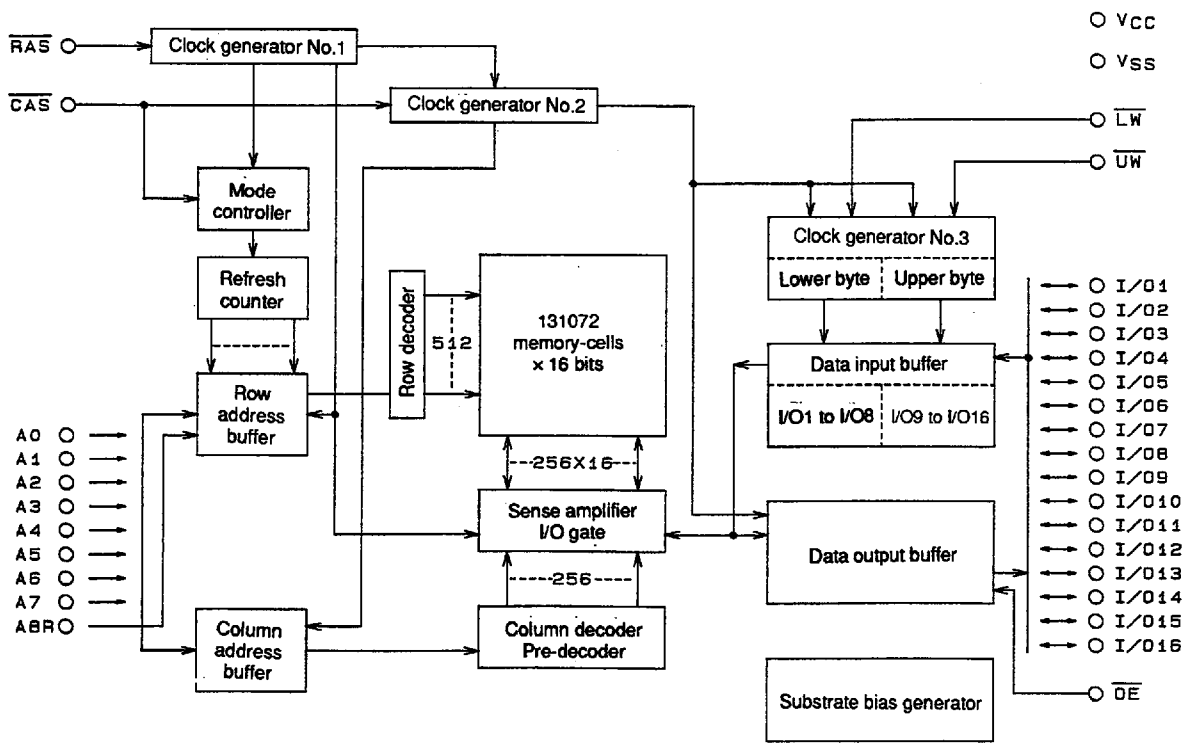 RAS
Clock generator No.1
CAS
Clock generator No.2
VCC
VSS
LW
UW
Mode
controller
Refresh
counter
Row
address
buffer
Row decoder
512
131072
memory-cells
× 16 bits
256X16
Sense amplifier
I/O gate
256
Column decoder
Pre-decoder
Column
address
buffer
A0
A1
A2
A3
A4
A5
A6
A7
A8R
Clock generator No.3
Lower byte
Upper byte
Data input buffer
I/O1 to I/O8
I/O9 to I/O16
Data output buffer
Substrate bias generator
I/O1
I/O2
I/O3
I/O4
I/O5
I/O6
I/O7
I/O8
I/O9
I/O10
I/O11
I/O12
I/O13
I/O14
I/O15
I/O16
OE